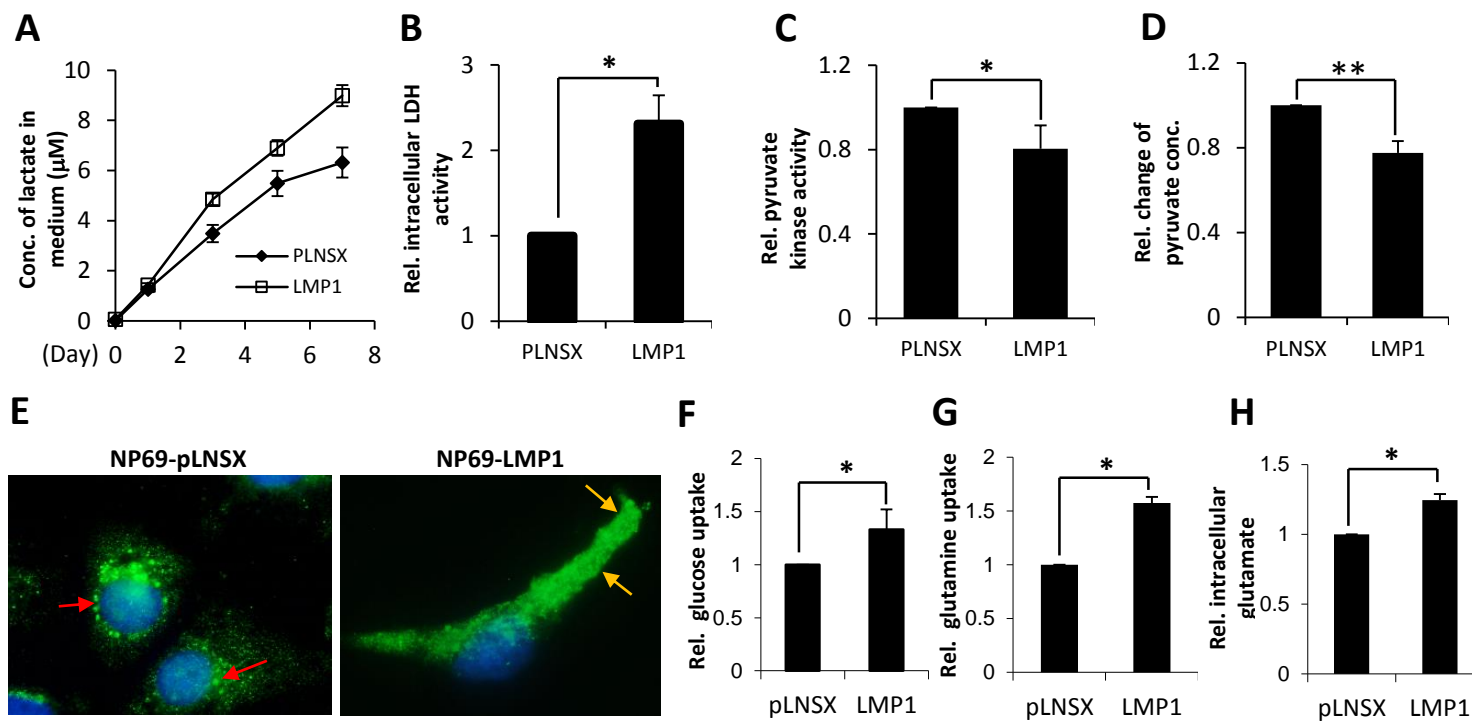 A
Conc. of lactate in
medium (µM)
10
8
6
4
2
0
(Day) 0 2 4 6 8
PLNSX
LMP1
B
Rel. intracellular LDH
activity
3
2
1
0
*
PLNSX LMP1
C
Rel. pyruvate
kinase activity
1.2
0.8
0.4
0
*
PLNSX LMP1
D
Rel. change of
pyruvate conc.
1.2
0.8
0.4
0
**
PLNSX LMP1
E
NP69-pLNSX NP69-LMP1
F
Rel. glucose uptake
2
1.5
1
0.5
0
*
pLNSX LMP1
G
Rel. glutamine uptake
2
1.5
1
0.5
0
*
pLNSX LMP1
H
Rel. intracellular
glutamate
1.5
1
0.5
0
*
pLNSX LMP1